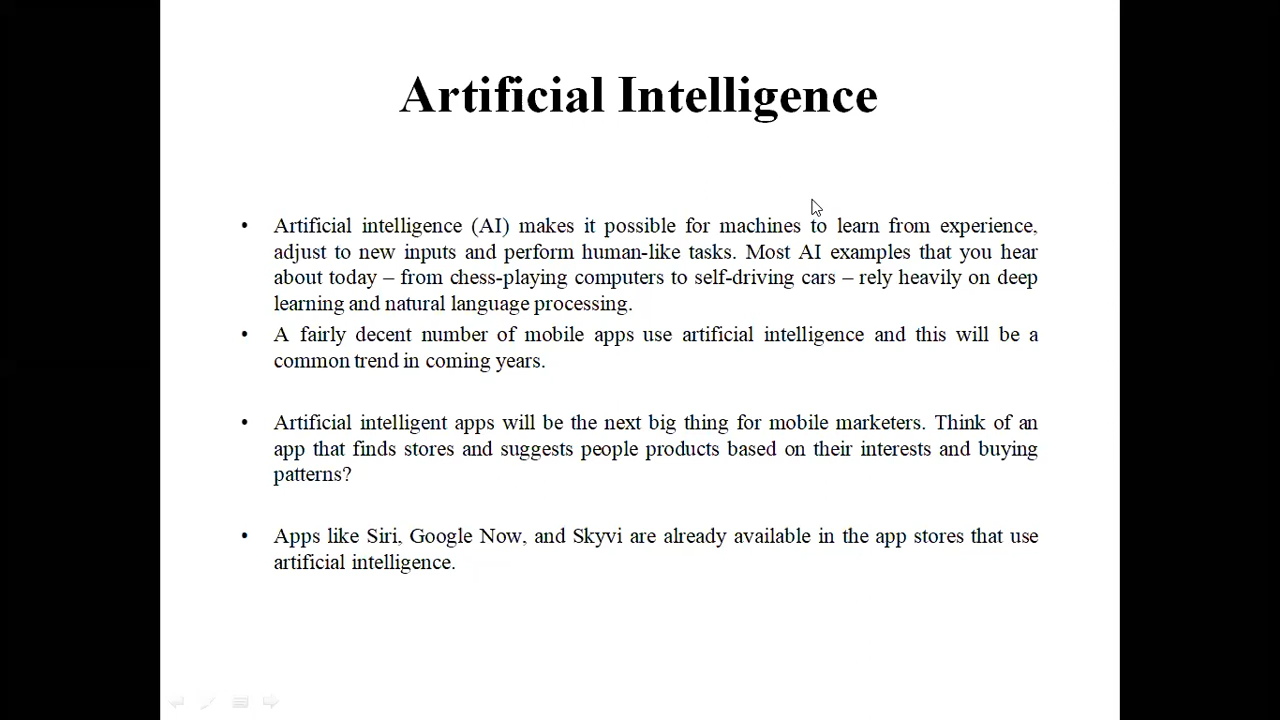 Artificial Intelligence
• Artificial intelligence (AI) makes it possible for machines to learn from experience,
adjust to new inputs and perform human-like tasks. Most AI examples that you hear
about today – from chess-playing computers to self-driving cars – rely heavily on deep
learning and natural language processing.
• A fairly decent number of mobile apps use artificial intelligence and this will be a
common trend in coming years.
• Artificial intelligent apps will be the next big thing for mobile marketers. Think of an
app that finds stores and suggests people products based on their interests and buying
patterns?
• Apps like Siri, Google Now, and Skyvi are already available in the app stores that use
artificial intelligence.